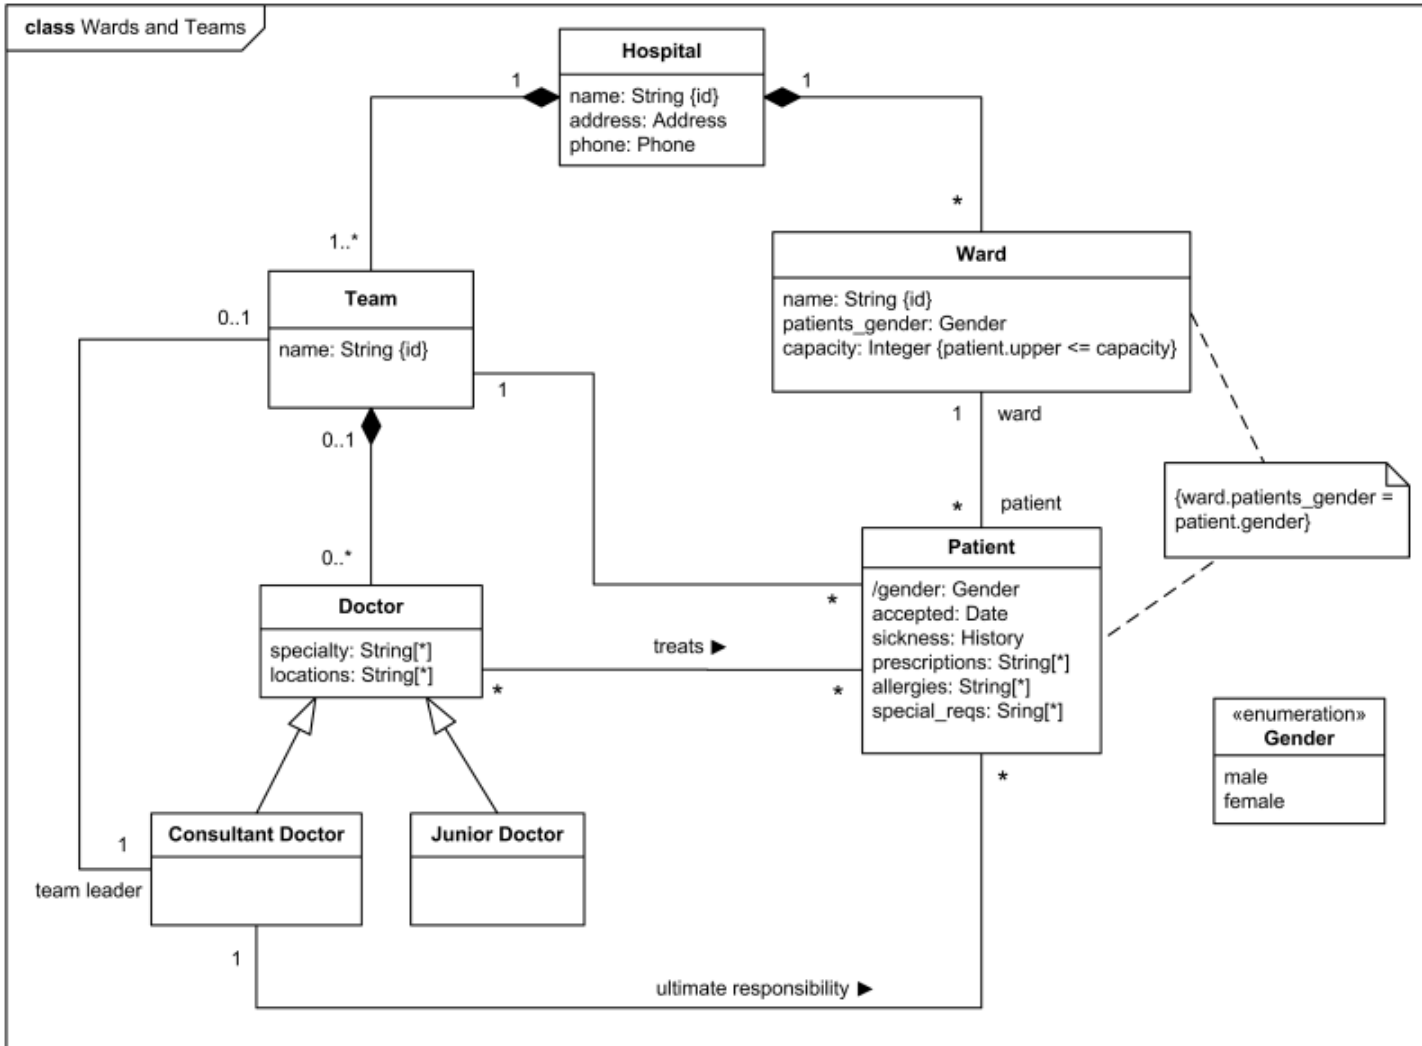 class Wards and Teams
Hospital
name: String {id}
address: Address
phone: Phone
1
1
1..*
*
Team
name: String {id}
0..1
1
0..1
0..*
Ward
name: String {id}
patients_gender: Gender
capacity: Integer {patient.upper <= capacity}
1
ward
*
patient
{ward.patients_gender =
patient.gender}
Patient
/gender: Gender
accepted: Date
sickness: History
prescriptions: String[*]
allergies: String[*]
special_reqs: Sring[*]
*
*
*
Doctor
specialty: String[*]
locations: String[*]
*
treats ►
«enumeration»
Gender
male
female
Consultant Doctor
Junior Doctor
1
team leader
1
ultimate responsibility ►